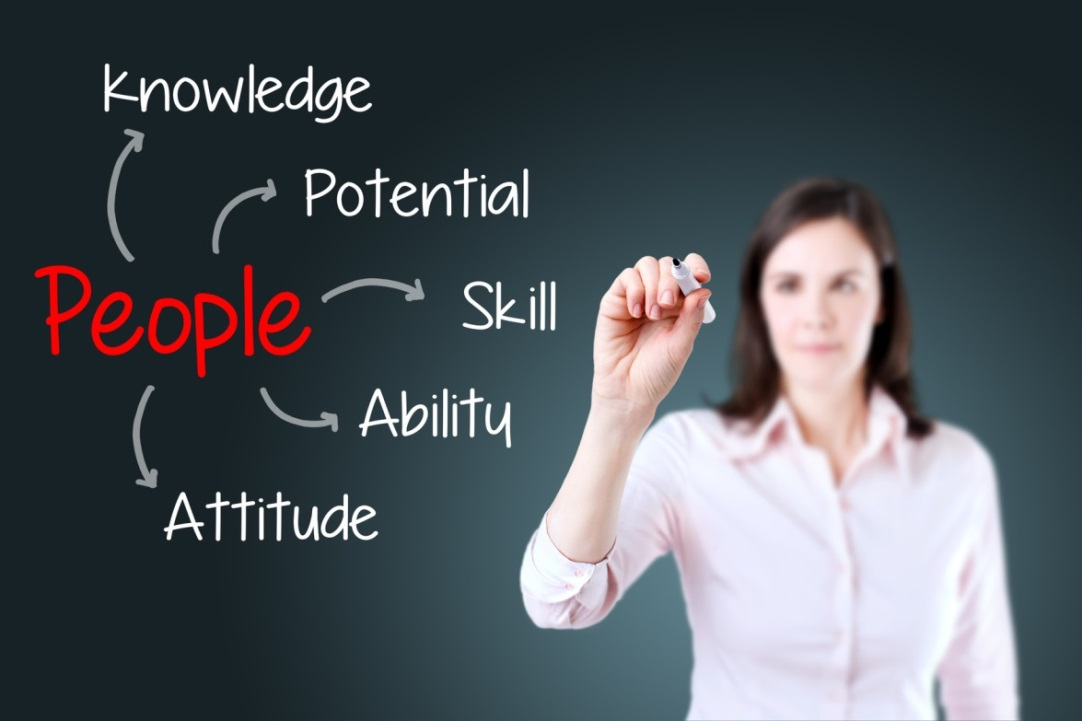 Knowledge
Potential
People
Skill
Ability
Attitude